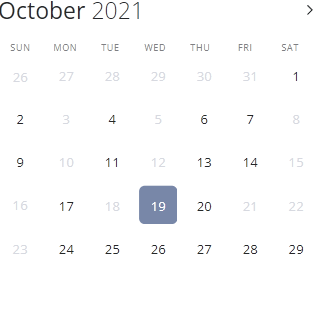 October 2021
SUN MON TUE WED THU FRI SAT
26 27 28 29 30 31 1
2 3 4 5 6 7 8
9 10 11 12 13 14 15
16 17 18 19 20 21 22
23 24 25 26 27 28 29